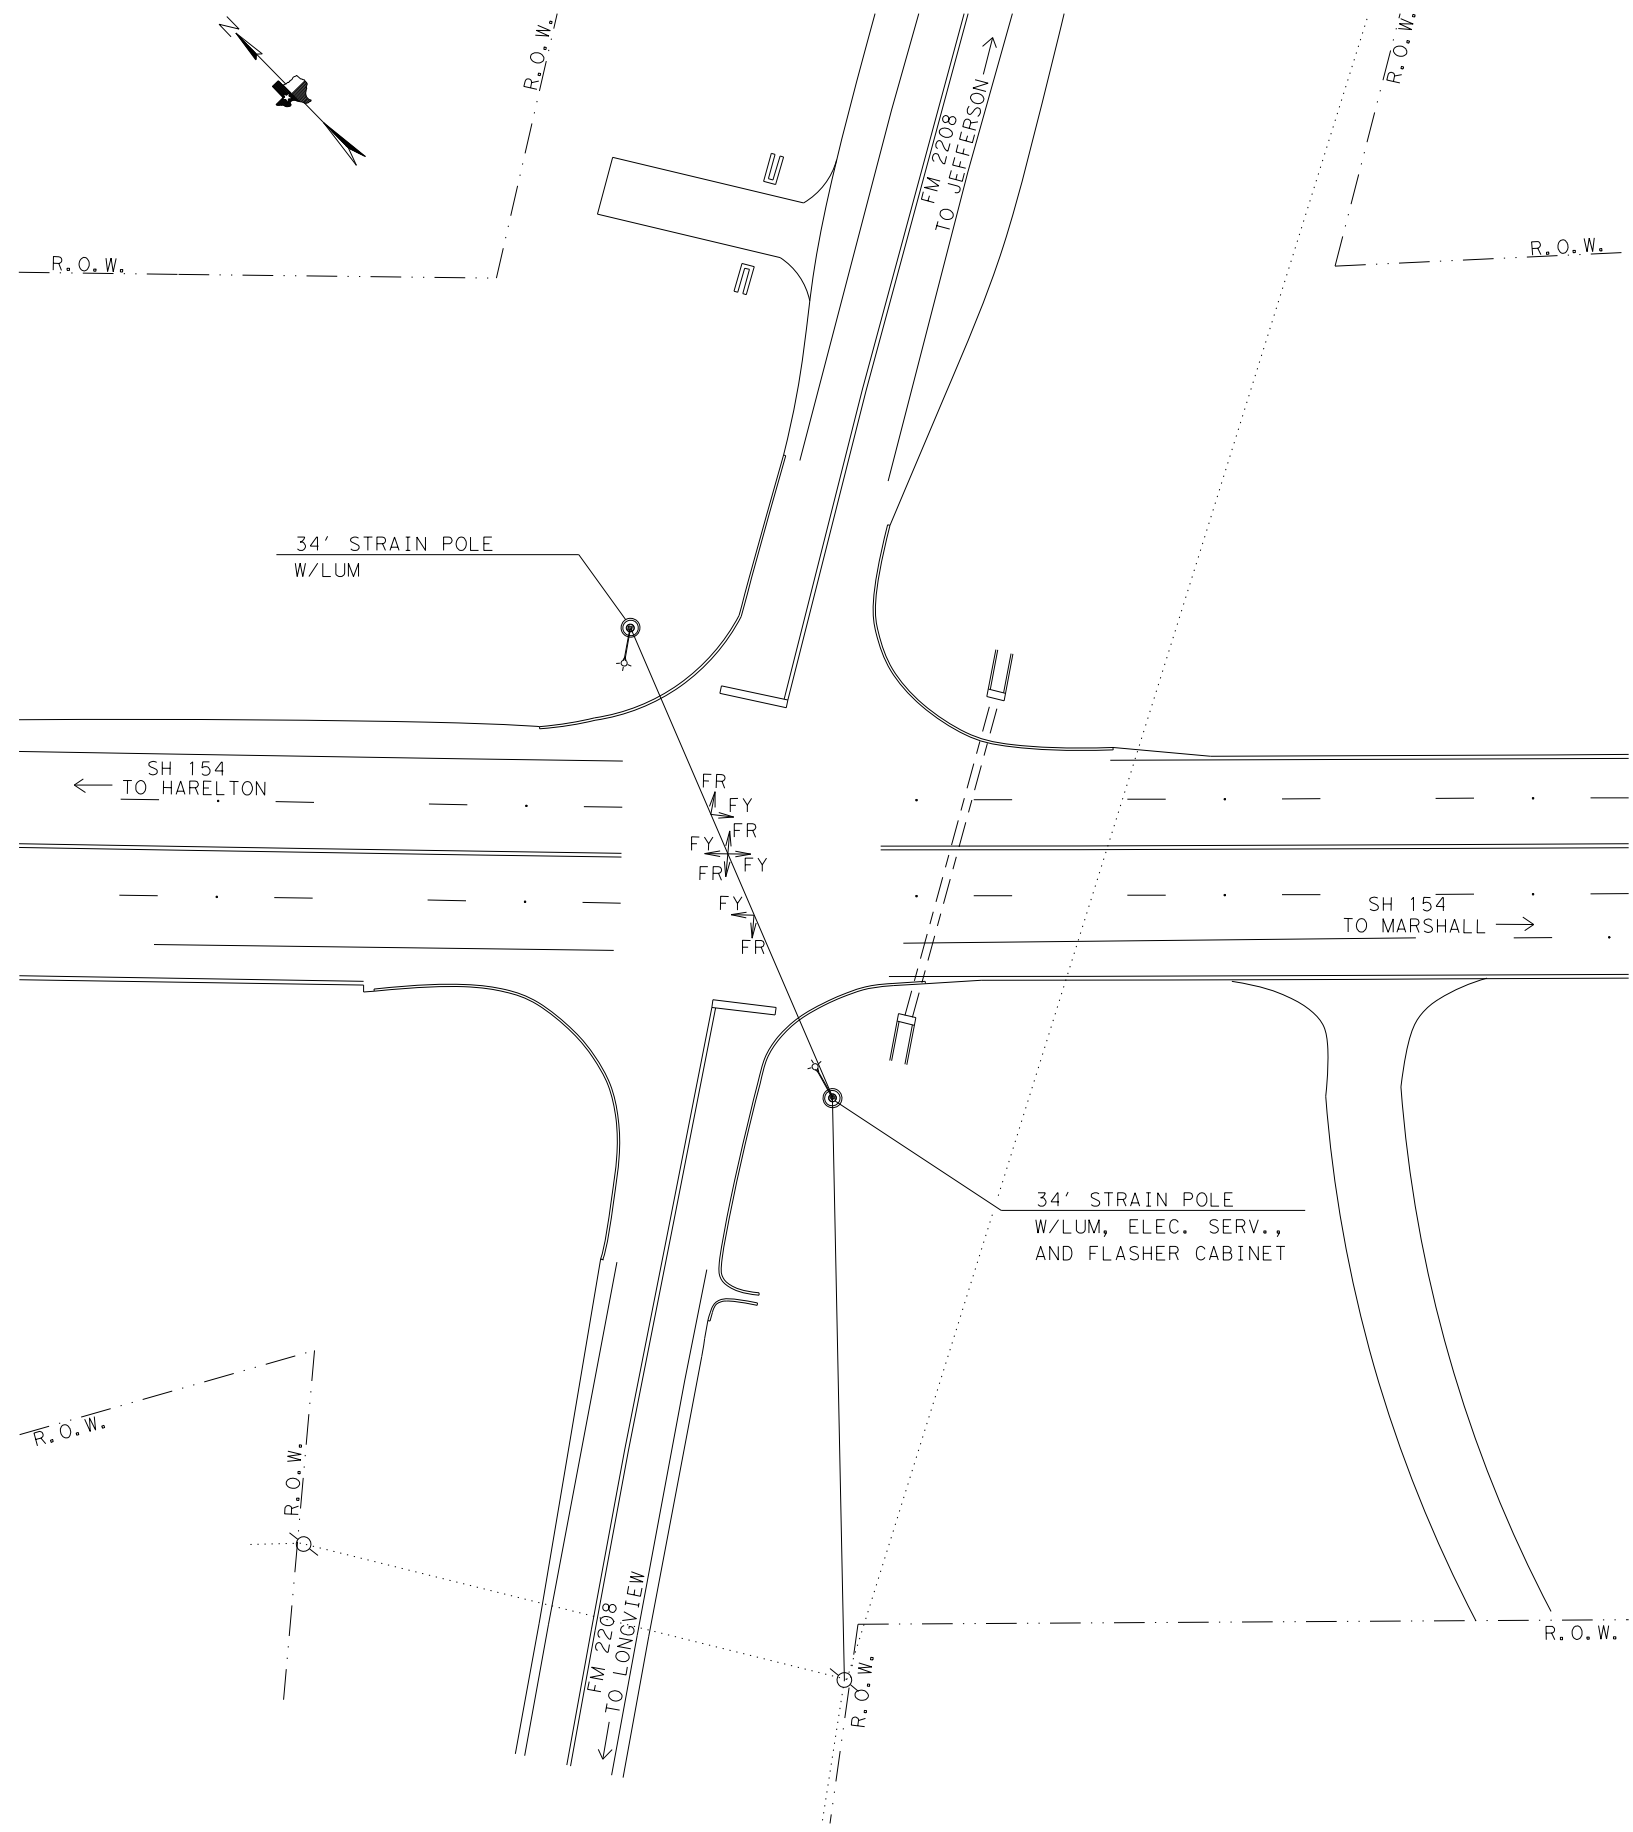 N
R.O.W.
R.O.W.
FM 2208
TO JEFFERSON
R.O.W.
R.O.W.
34' STRAIN POLE
W/LUM
SH 154
TO HARELTON
FR
FY
FR
FY
FY
FR
FY
FR
SH 154
TO MARSHALL
34' STRAIN POLE
W/LUM, ELEC. SERV.,
AND FLASHER CABINET
R.O.W.
R.O.W.
FM 2208
TO LONGVIEW
R.O.W.
R.O.W.